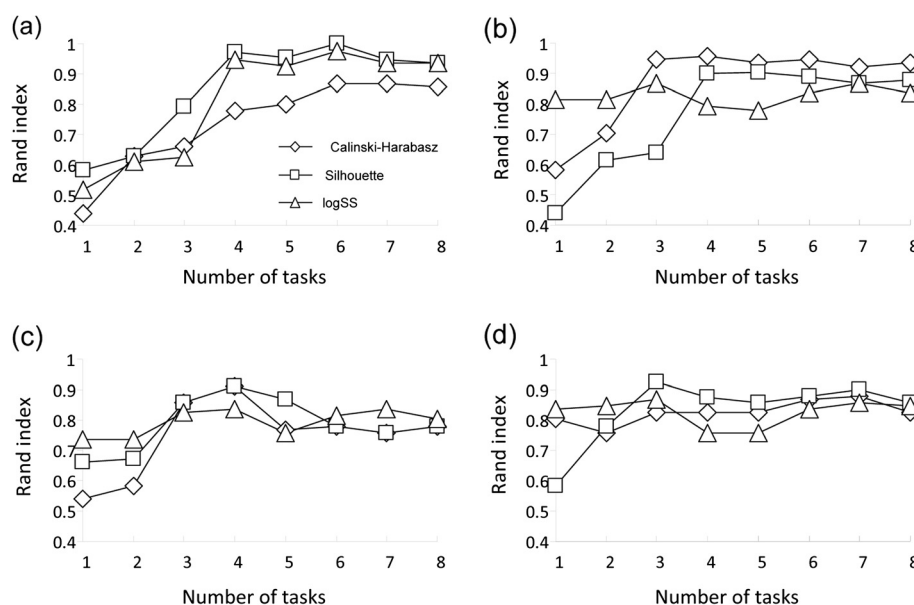 (a)
Rand index
1
0.9
0.8
0.7
0.6
0.5
0.4
Calinski-Harabasz
Silhouette
logSS
1 2 3 4 5 6 7 8
Number of tasks
(b)
Rand index
1
0.9
0.8
0.7
0.6
0.5
0.4
1 2 3 4 5 6 7 8
Number of tasks
(c)
Rand index
1
0.9
0.8
0.7
0.6
0.5
0.4
1 2 3 4 5 6 7 8
Number of tasks
(d)
Rand index
1
0.9
0.8
0.7
0.6
0.5
0.4
1 2 3 4 5 6 7 8
Number of tasks